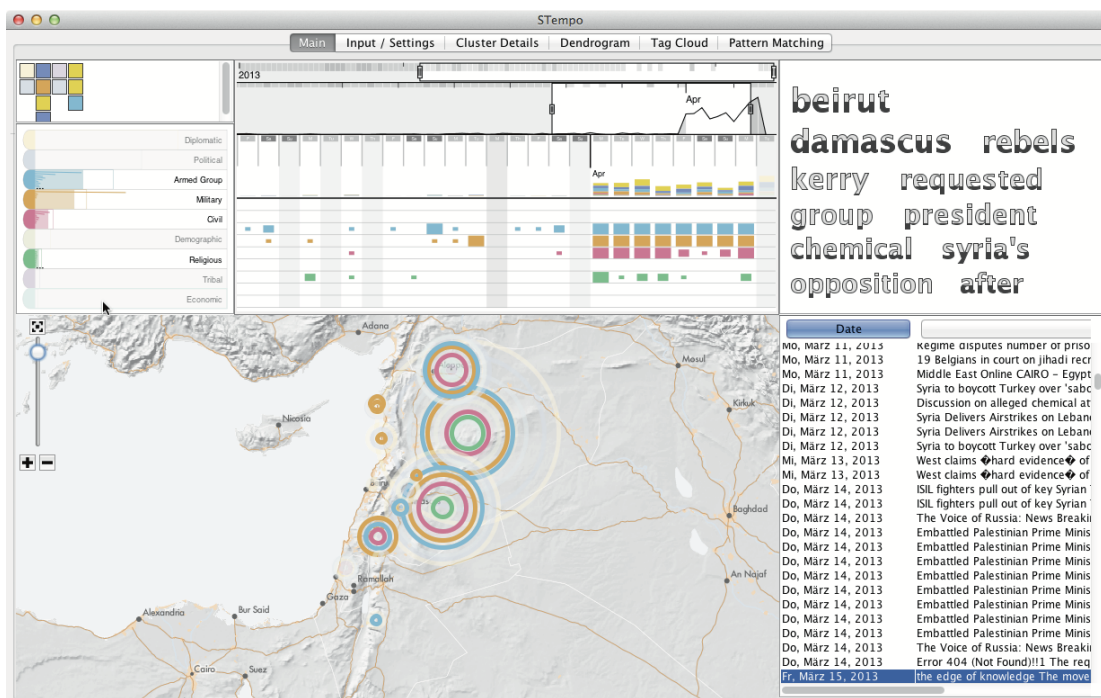 STempo
Main
Input / Settings
Cluster Details
Dendrogram
Tag Cloud
Pattern Matching
2013
Apr
Apr
Diplomatic
Political
Armed Group
Military
Civil
Demographic
Religious
Tribal
Economic
beirut
damascus rebels
kerry requested
group president
chemical syria's
opposition after
Adana
Mosul
Nicosia
Kirkuk
Baghdad
An Najaf
Ramallah
Gaza
Alexandria
Bur Said
Cairo
Suez
Date
Mo, März 11, 2013 Regime disputes number of priso
Mo, März 11, 2013 19 Belgians in court on jihadi recr
Mo, März 11, 2013 Middle East Online CAIRO – Egypt
Di, März 12, 2013 Syria to boycott Turkey over 'sabc
Di, März 12, 2013 Discussion on alleged chemical at
Di, März 12, 2013 Syria Delivers Airstrikes on Leban
Di, März 12, 2013 Syria Delivers Airstrikes on Leban
Di, März 12, 2013 Syria to boycott Turkey over 'sabc
Mi, März 13, 2013 West claims �hard evidence� of
Mi, März 13, 2013 West claims �hard evidence� of
Do, März 14, 2013 ISIL fighters pull out of key Syrian
Do, März 14, 2013 ISIL fighters pull out of key Syrian
Do, März 14, 2013 The Voice of Russia: News Breakin
Do, März 14, 2013 Embattled Palestinian Prime Minis
Do, März 14, 2013 Embattled Palestinian Prime Minis
Do, März 14, 2013 Embattled Palestinian Prime Minis
Do, März 14, 2013 Embattled Palestinian Prime Minis
Do, März 14, 2013 Embattled Palestinian Prime Minis
Do, März 14, 2013 Embattled Palestinian Prime Minis
Do, März 14, 2013 Embattled Palestinian Prime Minis
Do, März 14, 2013 Embattled Palestinian Prime Minis
Do, März 14, 2013 The Voice of Russia: News Breakin
Do, März 14, 2013 Error 404 (Not Found)!!1 The req
Fr, März 15, 2013 the edge of knowledge The move